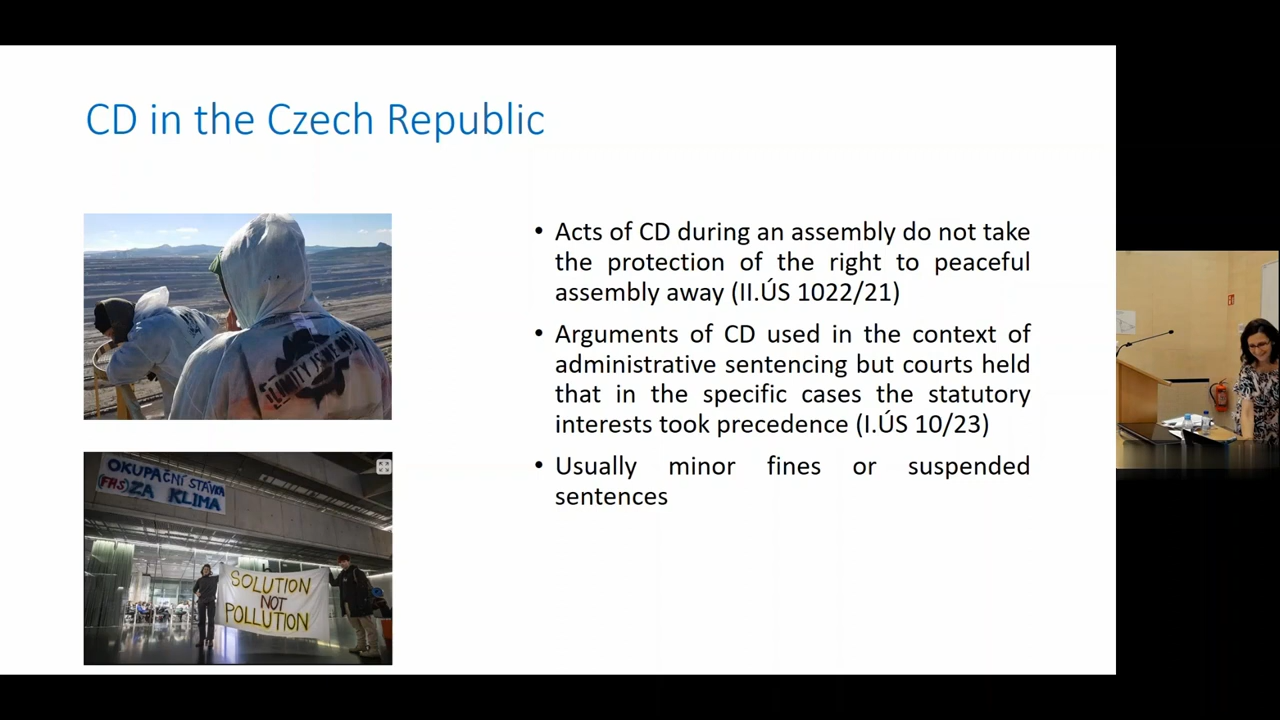 CD in the Czech Republic
• Acts of CD during an assembly do not take
the protection of the right to peaceful
assembly away (II.ÚS 1022/21)
• Arguments of CD used in the context of
administrative sentencing but courts held
that in the specific cases the statutory
interests took precedence (I.ÚS 10/23)
• Usually minor fines or suspended
sentences
OKUPAČNÍ STÁVKA
(FHS) ZA KLIMA
SOLUTION
NOT
POLLUTION